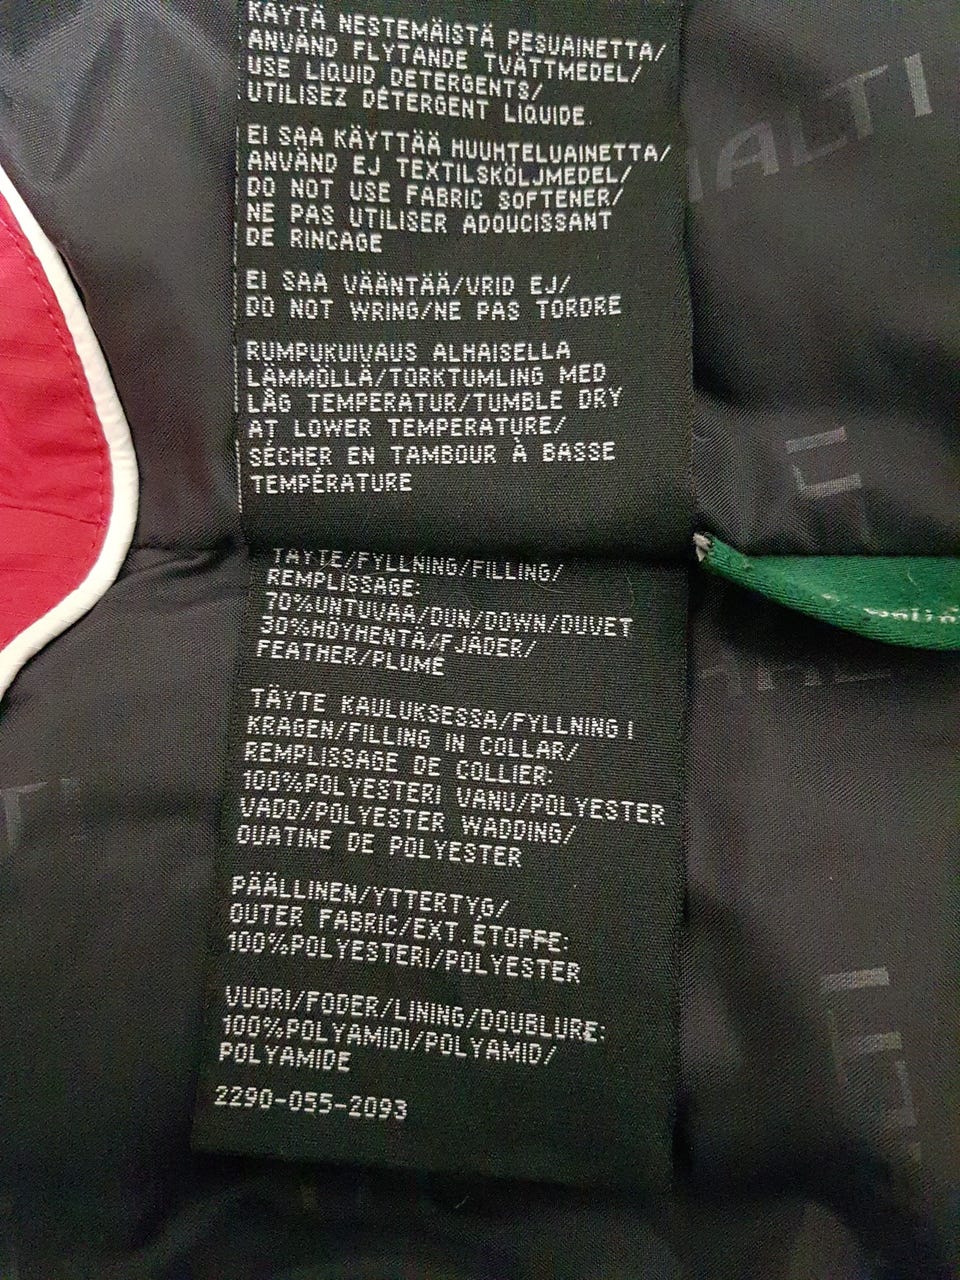 KÄYTÄ NESTEMÄISTÄ PESUAINETTA/
ANVÄND FLYTANDE TVÄTTMEDEL/
USE LIQUID DETERGENTS/
UTILISEZ DÉTERGENT LIQUIDE.
EI SAA KÄYTTÄÄ HUUHTELUAINETTA/
ANVÄND EJ TEXTILSKÖLJMEDEL/
DO NOT USE FABRIC SOFTENER/
NE PAS UTILISER ADOUCISSANT
DE RINCAGE
EI SAA VÄÄNTÄÄ/VRID EJ/
DO NOT WRING/NE PAS TORDRE
RUMPUKUIVAUS ALHAISELLA
LÄMMÖLLÄ/TORKTUMLING MED
LÅG TEMPERATUR/TUMBLE DRY
AT LOWER TEMPERATURE/
SÉCHER EN TAMBOUR À BASSE
TEMPÉRATURE
TÄYTE/FYLLNING/FILLING/
REMPLISSAGE:
70%UNTUVAA/DUN/DOWN/DUVET
30%HÖYHENTÄ/FJÄDER/
FEATHER/PLUME
TÄYTE KAULUKSESSA/FYLLNING I
KRAGEN/FILLING IN COLLAR/
REMPLISSAGE DE COLLIER:
100%POLYESTERI VANU/POLYESTER
VADD/POLYESTER WADDING/
OUATINE DE POLYESTER
PÄÄLLINEN/YTTERTYG/
OUTER FABRIC/EXT.ÉTOFFE:
100%POLYESTERI/POLYESTER
VUORI/FODER/LINING/DOUBLURE:
100%POLYAMIDI/POLYAMID/
POLYAMIDE
2290-055-2093
HALTI